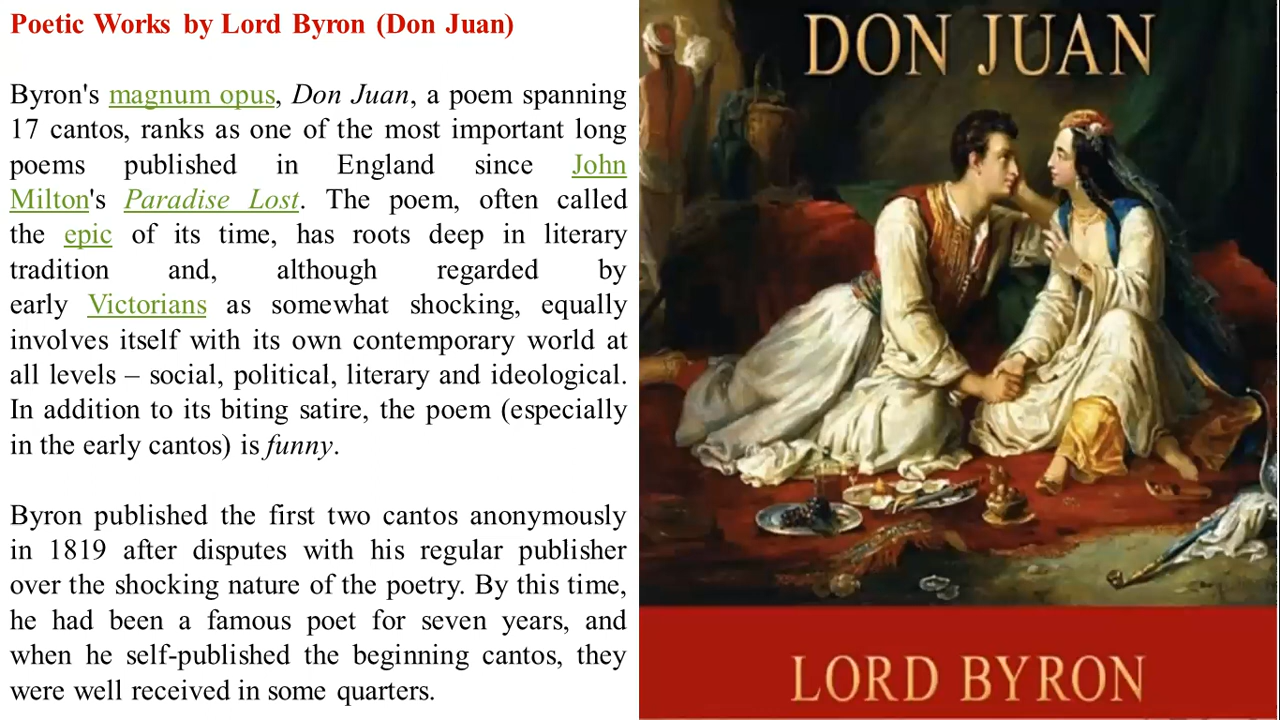 Poetic Works by Lord Byron (Don Juan)
Byron's magnum opus, Don Juan, a poem spanning
17 cantos, ranks as one of the most important long
poems published in England since John
Milton's Paradise Lost. The poem, often called
the epic of its time, has roots deep in literary
tradition and, although regarded by
early Victorians as somewhat shocking, equally
involves itself with its own contemporary world at
all levels – social, political, literary and ideological.
In addition to its biting satire, the poem (especially
in the early cantos) is funny.
Byron published the first two cantos anonymously
in 1819 after disputes with his regular publisher
over the shocking nature of the poetry. By this time,
he had been a famous poet for seven years, and
when he self-published the beginning cantos, they
were well received in some quarters.
DON JUAN
LORD BYRON